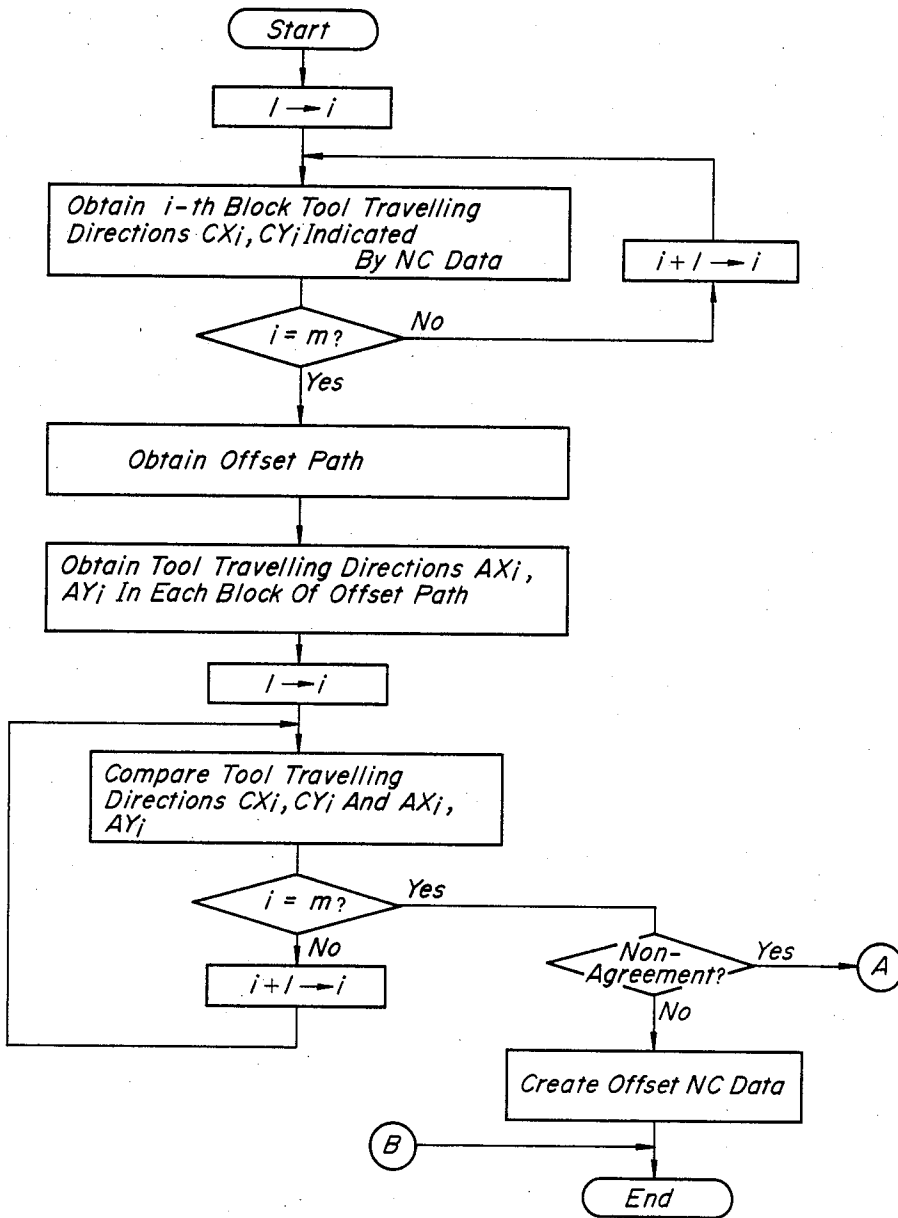 Start
1 → i
Obtain i-th Block Tool Travelling
Directions CXi, CYi Indicated
By NC Data
i + 1 → i
i = m?
No
Yes
Obtain Offset Path
Obtain Tool Travelling Directions AXi,
AYi In Each Block Of Offset Path
1 → i
Compare Tool Travelling
Directions CXi, CYi And AXi,
AYi
i = m?
Yes
No
i + 1 → i
Non-
Agreement?
Yes
A
No
Create Offset NC Data
B
End